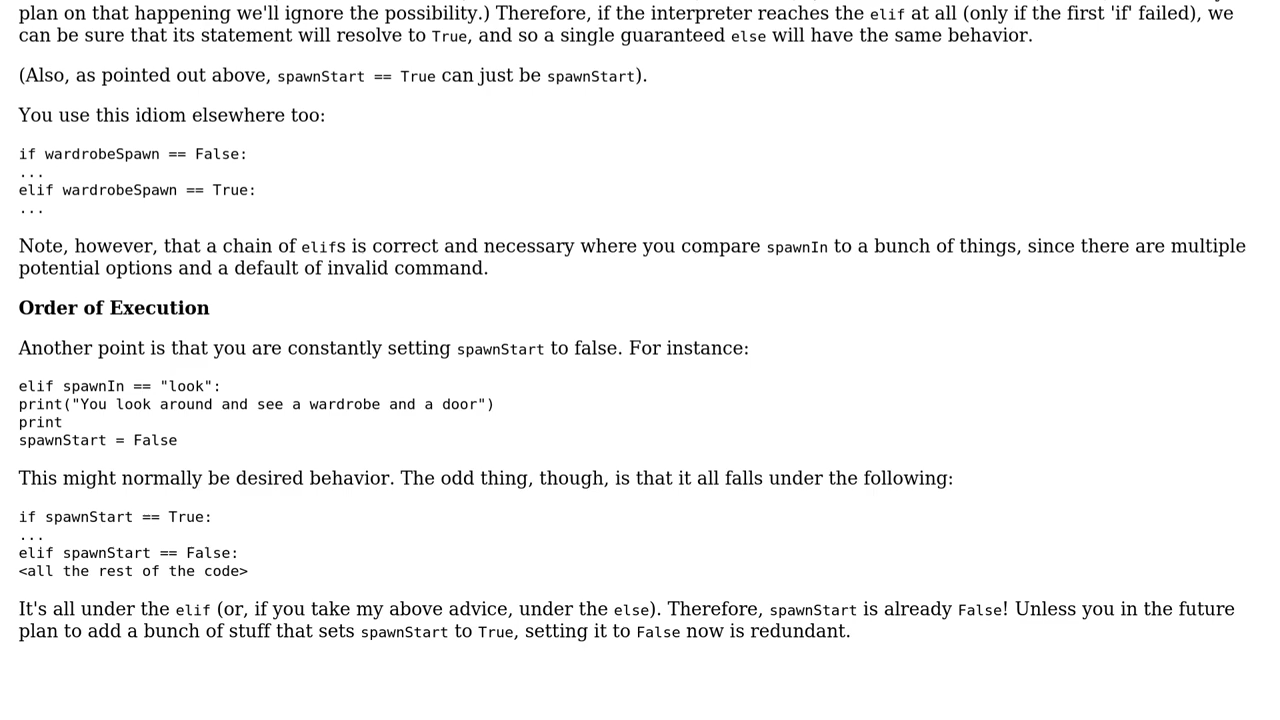 plan on that happening we'll ignore the possibility.) Therefore, if the interpreter reaches the elif at all (only if the first 'if' failed), we
can be sure that its statement will resolve to True, and so a single guaranteed else will have the same behavior.
(Also, as pointed out above, spawnStart == True can just be spawnStart).
You use this idiom elsewhere too:
if wardrobeSpawn == False:
...
elif wardrobeSpawn == True:
...
Note, however, that a chain of elifs is correct and necessary where you compare spawnIn to a bunch of things, since there are multiple
potential options and a default of invalid command.
Order of Execution
Another point is that you are constantly setting spawnStart to false. For instance:
elif spawnIn == "look":
print("You look around and see a wardrobe and a door")
print
spawnStart = False
This might normally be desired behavior. The odd thing, though, is that it all falls under the following:
if spawnStart == True:
...
elif spawnStart == False:
<all the rest of the code>
It's all under the elif (or, if you take my above advice, under the else). Therefore, spawnStart is already False! Unless you in the future
plan to add a bunch of stuff that sets spawnStart to True, setting it to False now is redundant.